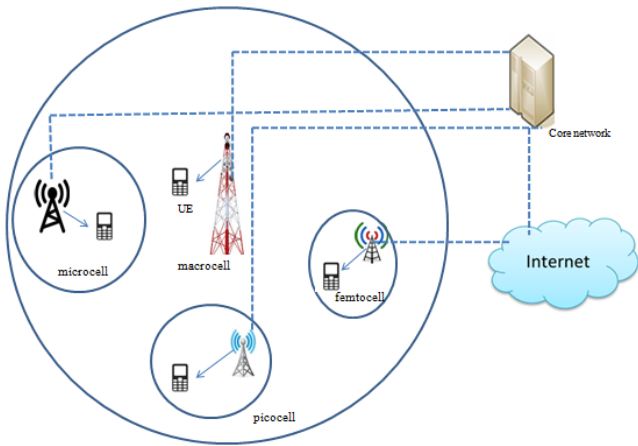 Core network
UE
macrocell
microcell
Internet
femtocell
picocell